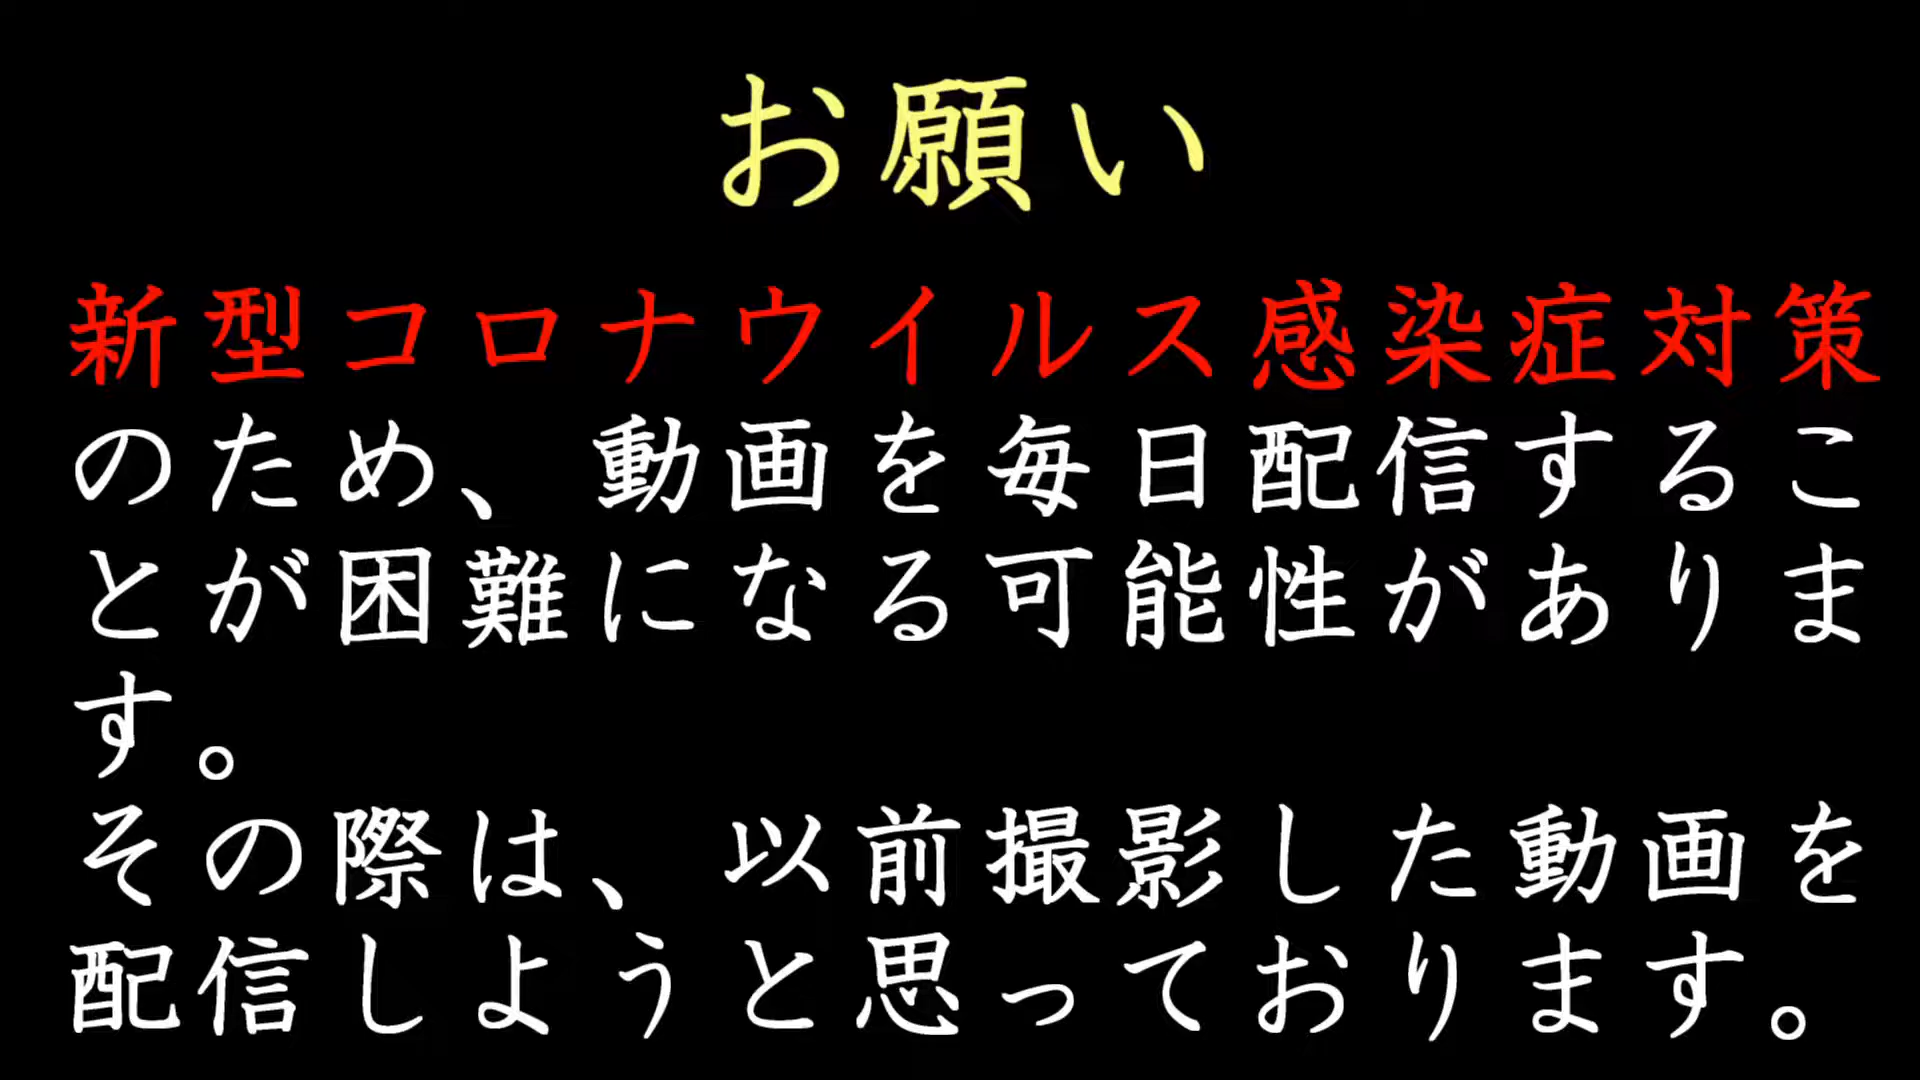 お願い
新型コロナウイルス感染症対策
のため、動画を毎日配信するこ
とが困難になる可能性がありま
す。
その際は、以前撮影した動画を
配信しようと思っております。